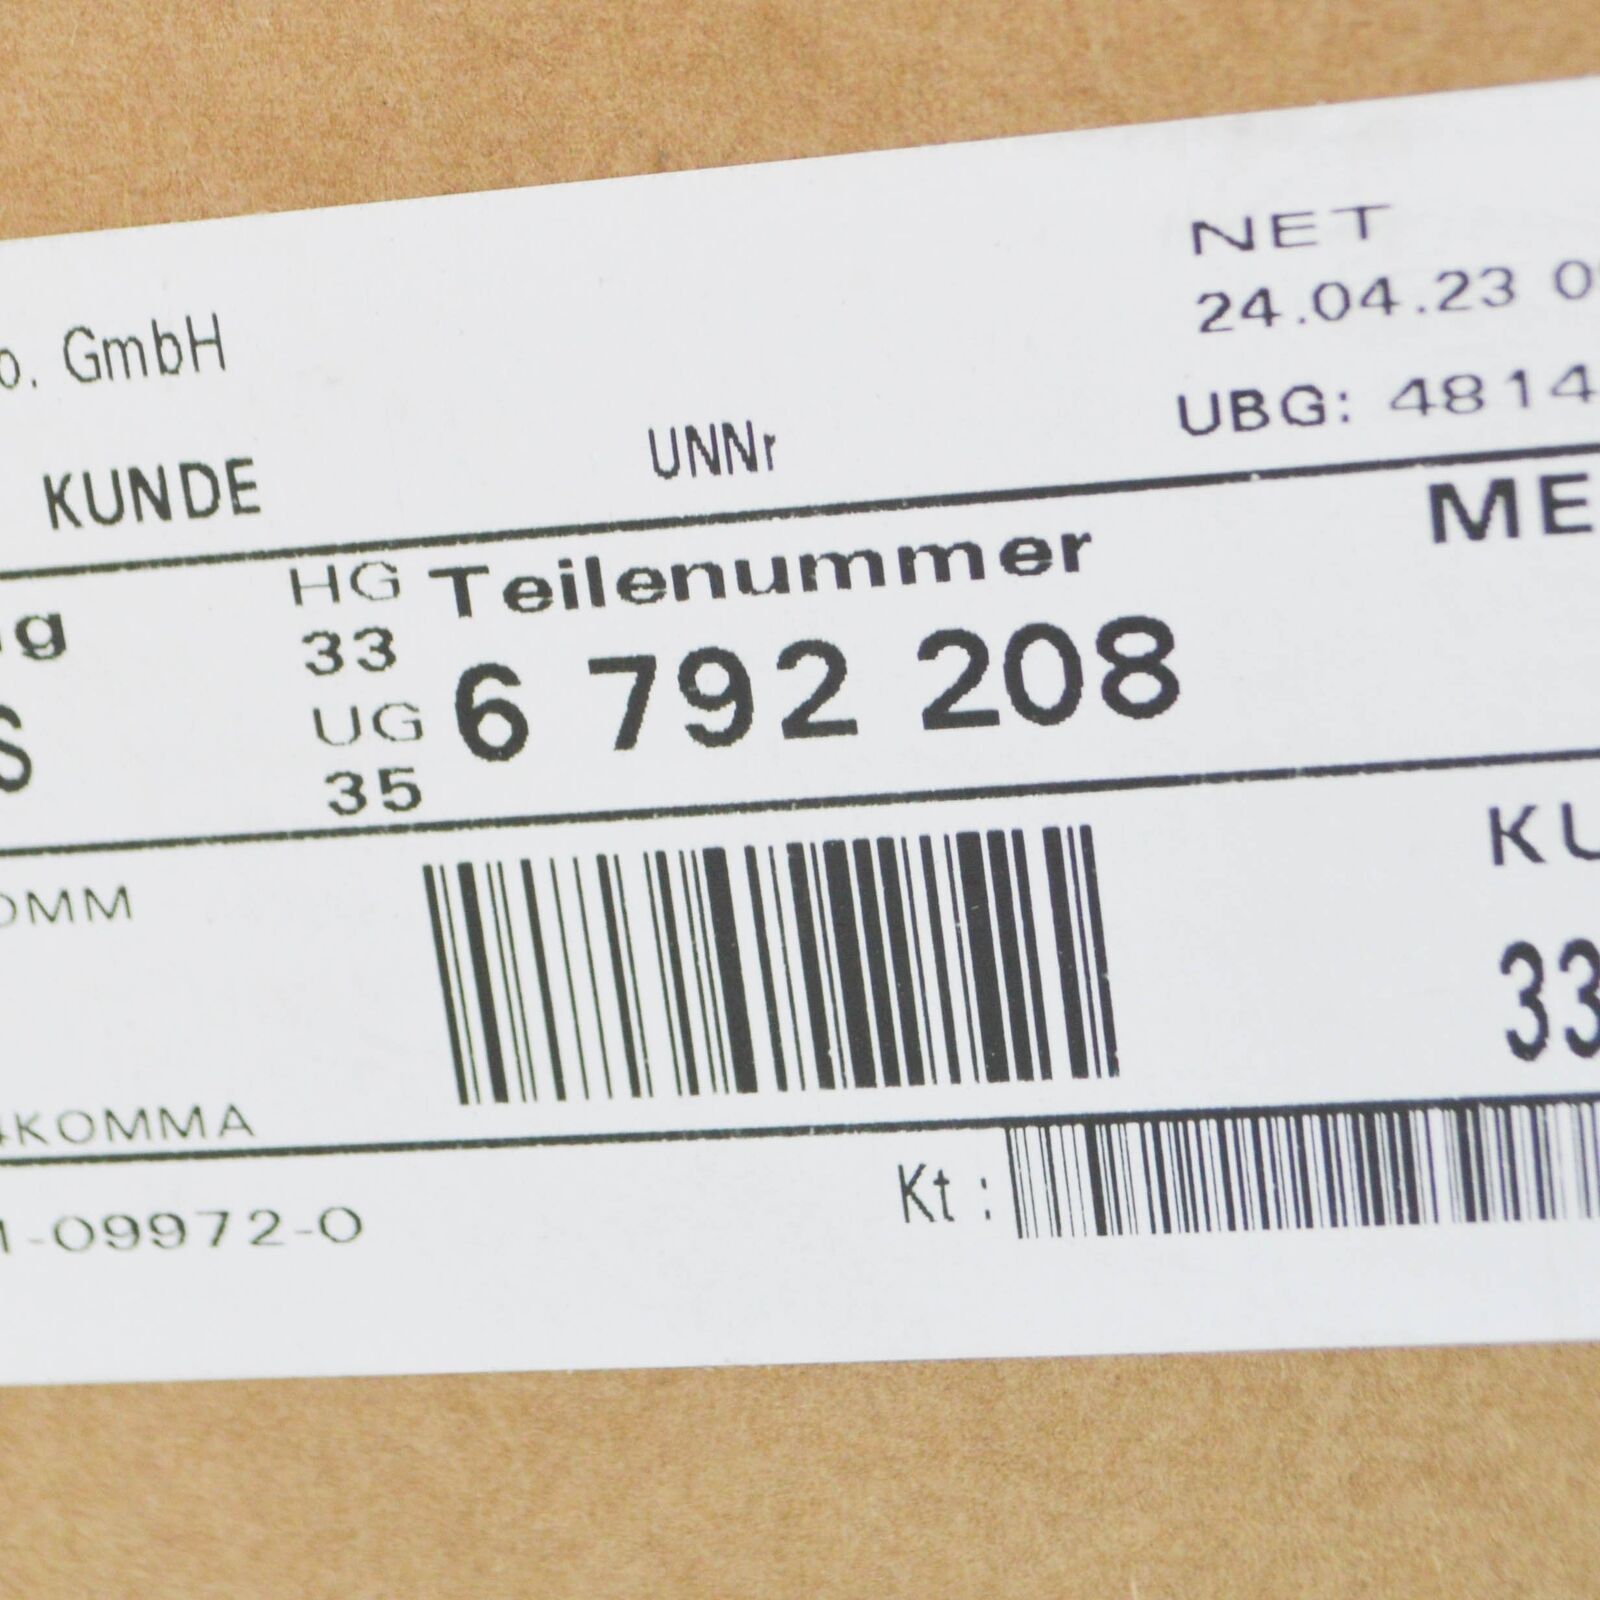 NET
24.04.23
o. GmbH
UBG: 4814
KUNDE UNNr
HG Teilenummer ME
33
6 792 208
UG
35
S
OMM KU
33
4KOMMA
1-09972-0 Kt :